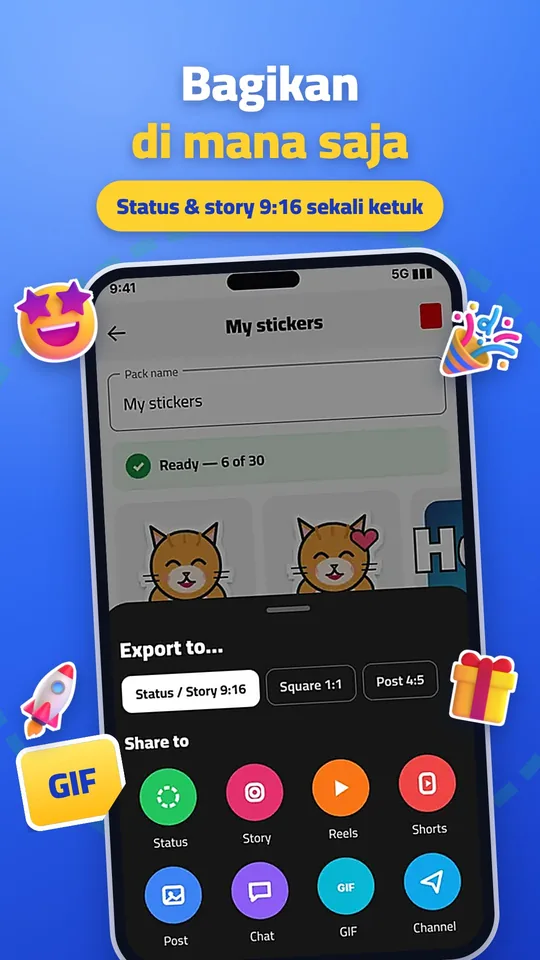 Bagikan
di mana saja
Status & story 9:16 sekali ketuk
9:41
5G
My stickers
Pack name
My stickers
Ready — 6 of 30
Export to...
Status / Story 9:16
Square 1:1
Post 4:5
Share to
GIF
Status
Story
Reels
Shorts
GIF
Post
Chat
GIF
Channel